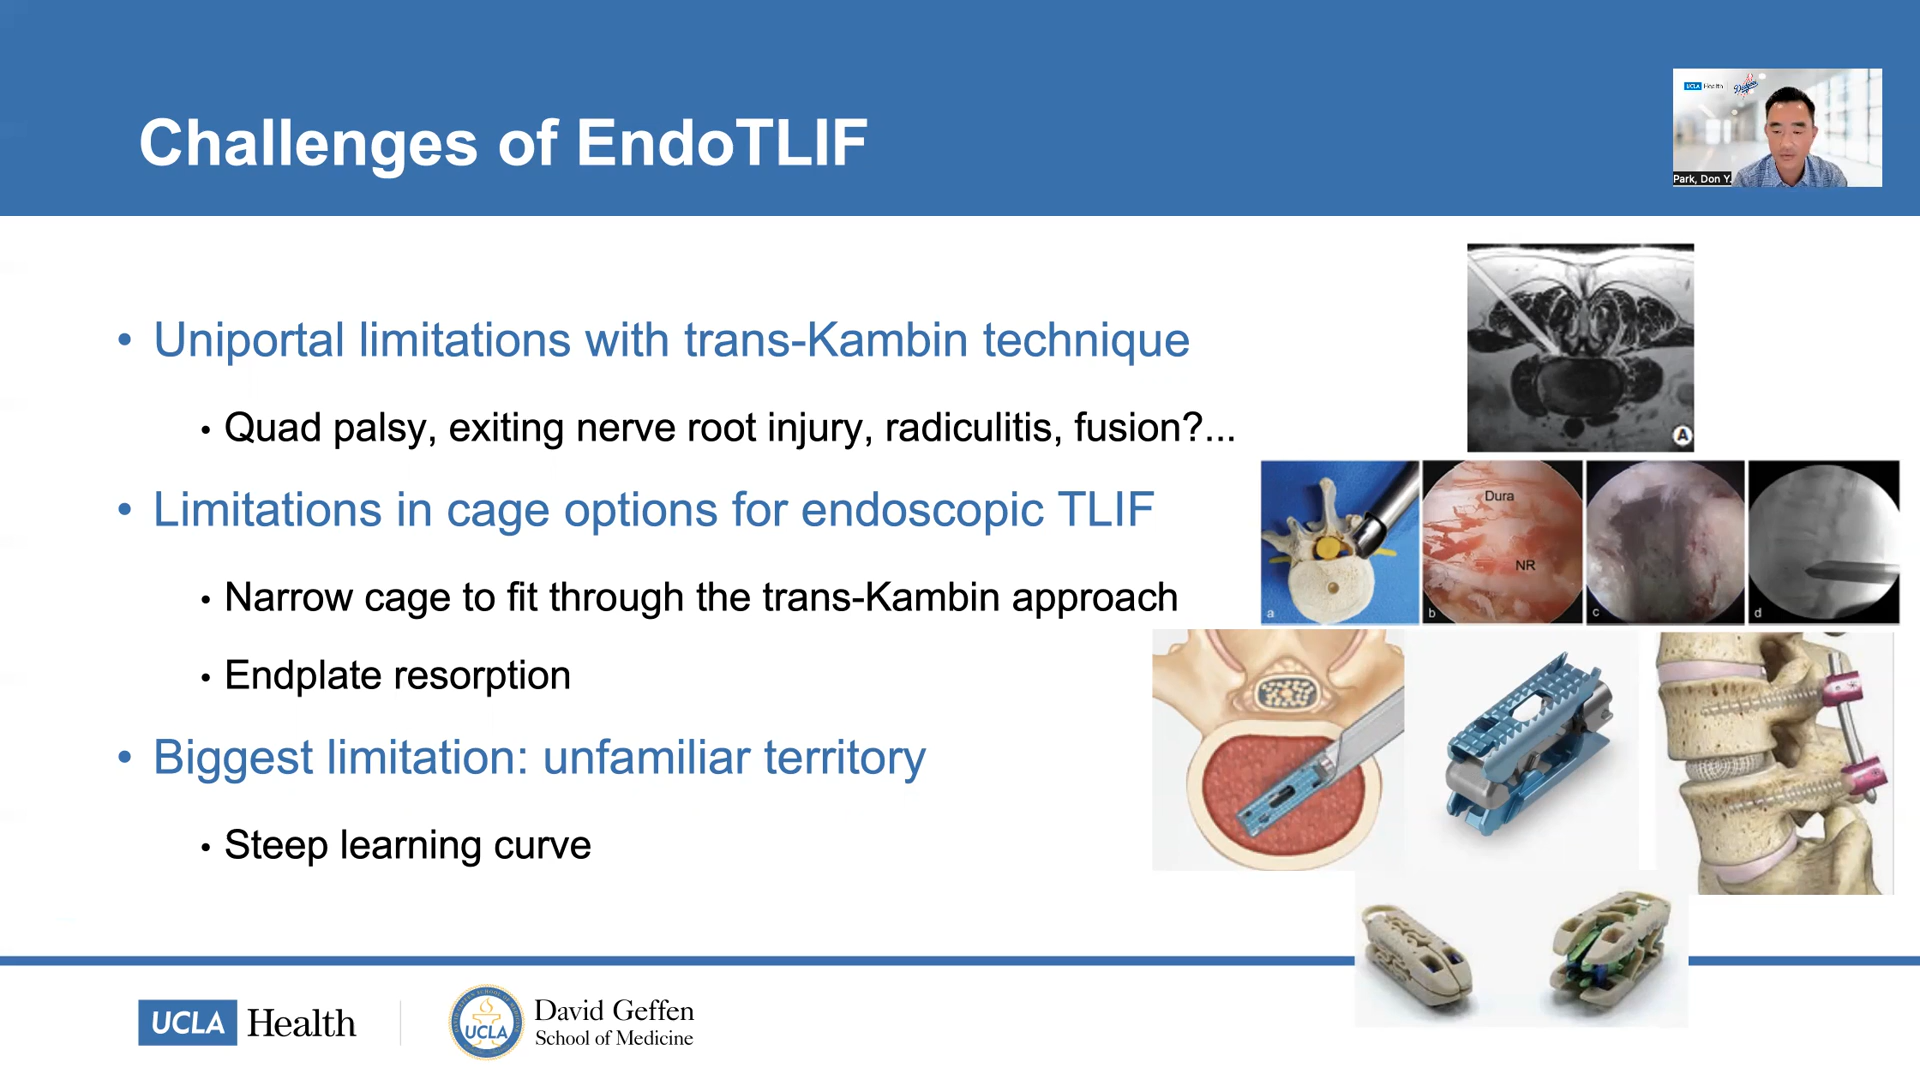 UCLA Health
Dodgers
Park, Don Y.
Challenges of EndoTLIF
• Uniportal limitations with trans-Kambin technique
• Quad palsy, exiting nerve root injury, radiculitis, fusion?...
• Limitations in cage options for endoscopic TLIF
• Narrow cage to fit through the trans-Kambin approach
• Endplate resorption
• Biggest limitation: unfamiliar territory
• Steep learning curve
A
Dura
NR
a
b
c
d
UCLA Health
UCLA
David Geffen
School of Medicine